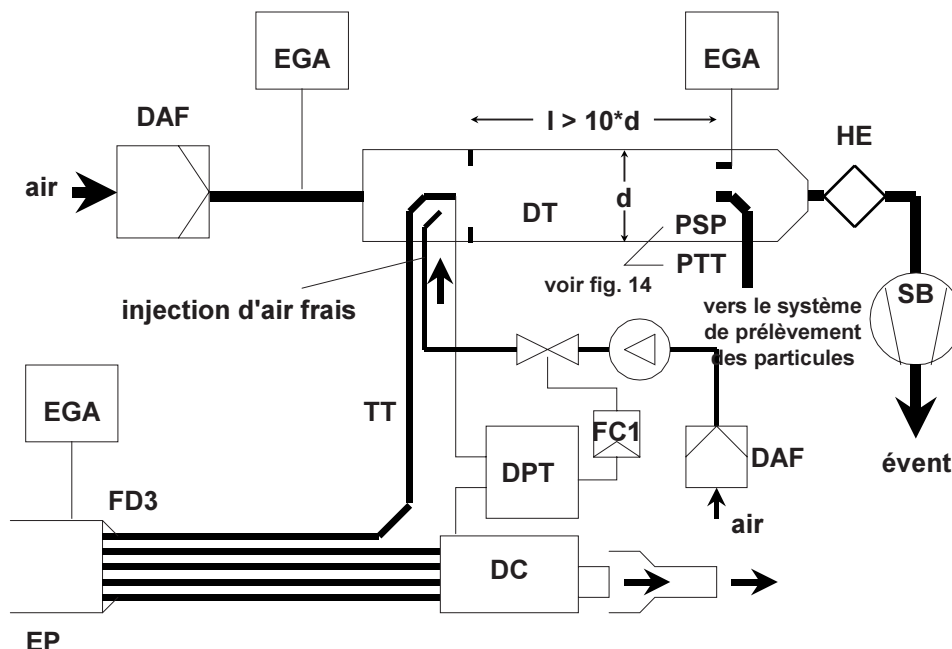 EGA
EGA
DAF
l > 10*d
HE
air
d
DT
PSP
PTT
voir fig. 14
injection d'air frais
SB
vers le système
de prélèvement
des particules
EGA
TT
FC1
DPT
DAF
évent
FD3
air
DC
EP